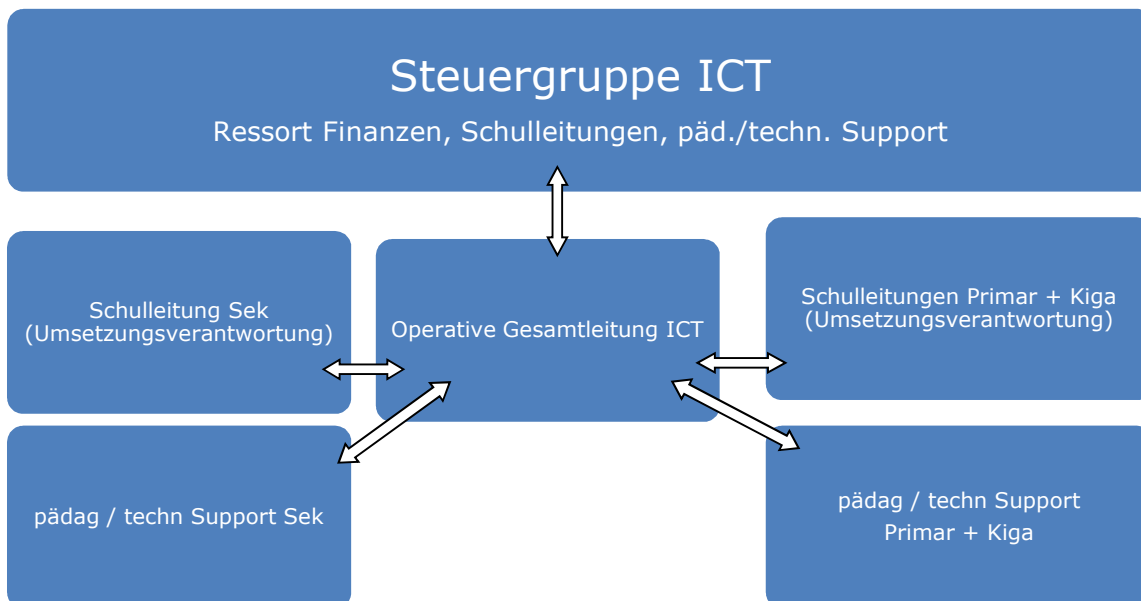 Steuergruppe ICT
Ressort Finanzen, Schulleitungen, päd./techn. Support
Schulleitung Sek
(Umsetzungsverantwortung)
Operative Gesamtleitung ICT
Schulleitungen Primar + Kiga
(Umsetzungsverantwortung)
pädag / techn Support Sek
pädag / techn Support
Primar + Kiga